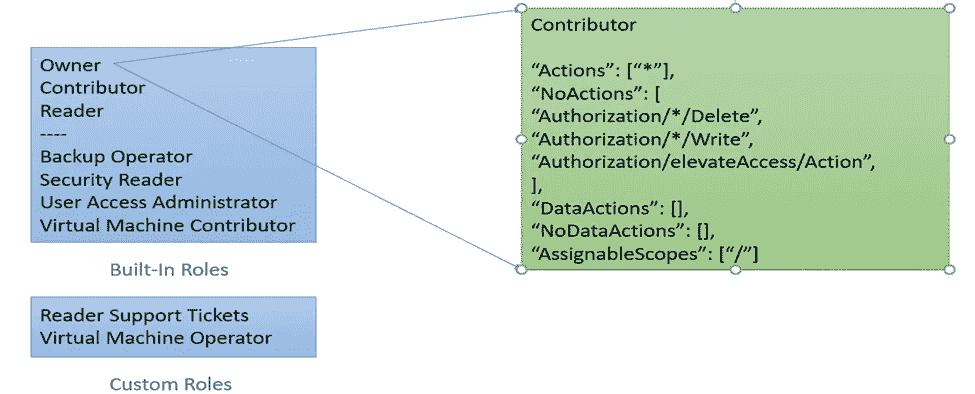 Owner
Contributor
Reader
----
Backup Operator
Security Reader
User Access Administrator
Virtual Machine Contributor
Built-In Roles
Reader Support Tickets
Virtual Machine Operator
Custom Roles
Contributor
“Actions”: [“*”],
“NoActions”: [
“Authorization/*/Delete”,
“Authorization/*/Write”,
“Authorization/elevateAccess/Action”,
],
“DataActions”: [],
“NoDataActions”: [],
“AssignableScopes”: [“/”]